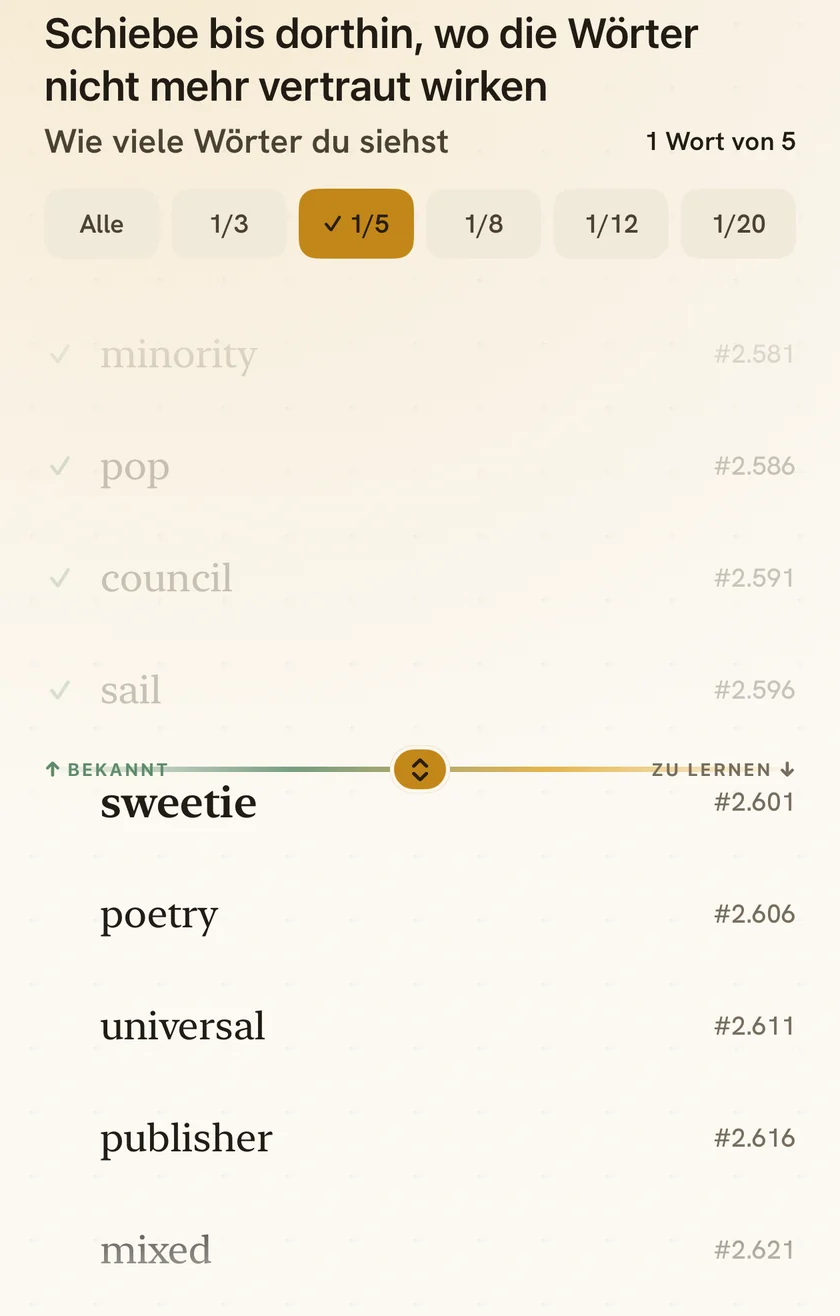 Schiebe bis dorthin, wo die Wörter
nicht mehr vertraut wirken
Wie viele Wörter du siehst 1 Wort von 5
Alle 1/3 ✓ 1/5 1/8 1/12 1/20
✓ minority #2.581
✓ pop #2.586
✓ council #2.591
✓ sail #2.596
↑ BEKANNT ZU LERNEN ↓
sweetie #2.601
poetry #2.606
universal #2.611
publisher #2.616
mixed #2.621